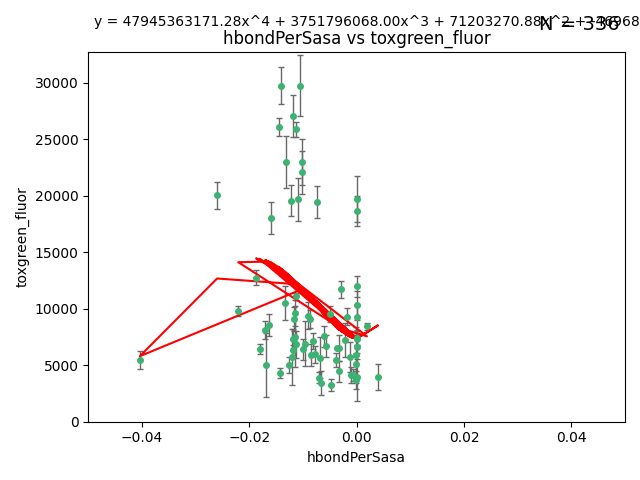 y = 47945363171.28x^4 + 3751796068.00x^3 + 71203270.88x^2 + -46968
N = 336
hbondPerSasa vs toxgreen_fluor
30000
25000
20000
15000
10000
5000
0
toxgreen_fluor
−0.04 −0.02 0.00 0.02 0.04
hbondPerSasa